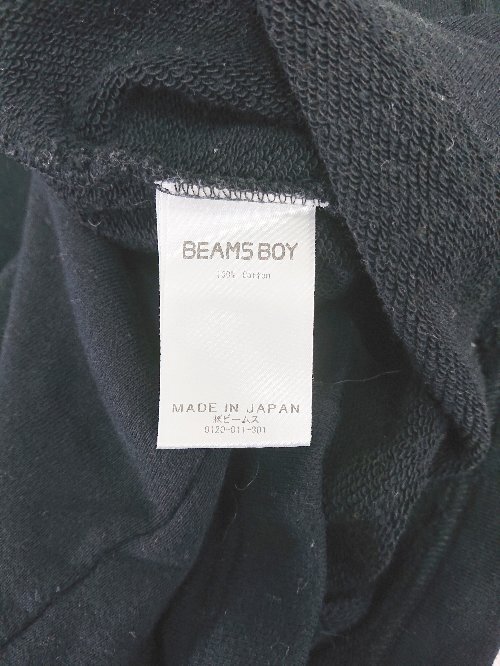 BEAMS BOY
100% Cotton
MADE IN JAPAN
㈱ビームス
0120-011-301